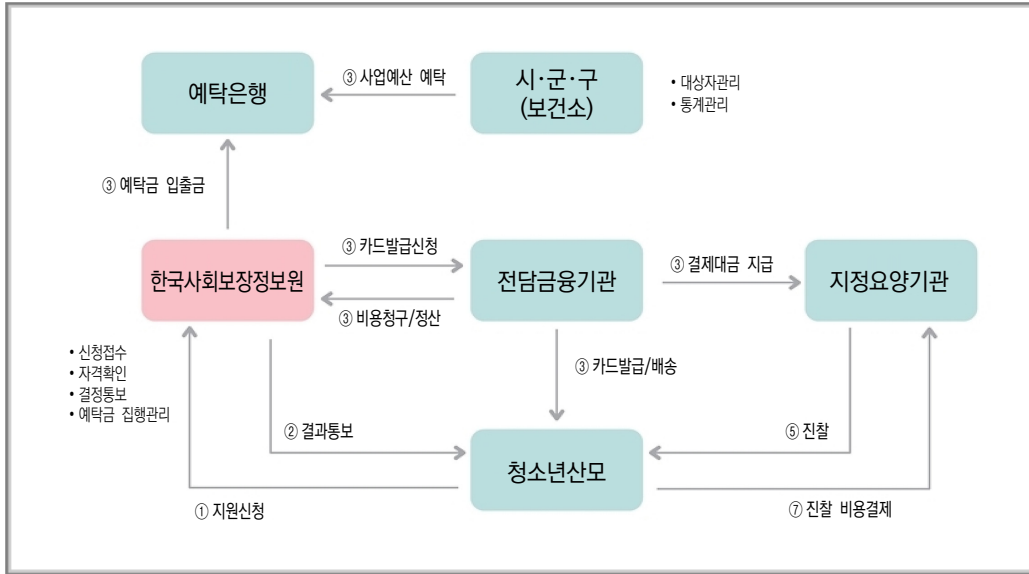 예탁은행
③ 사업예산 예탁
시·군·구
(보건소)
• 대상자관리
• 통계관리
③ 예탁금 입출금
한국사회보장정보원
③ 카드발급신청
③ 비용청구/정산
전담금융기관
③ 결제대금 지급
지정요양기관
• 신청접수
• 자격확인
• 결정통보
• 예탁금 집행관리
③ 카드발급/배송
② 결과통보
⑤ 진찰
청소년산모
① 지원신청
⑦ 진찰 비용결제